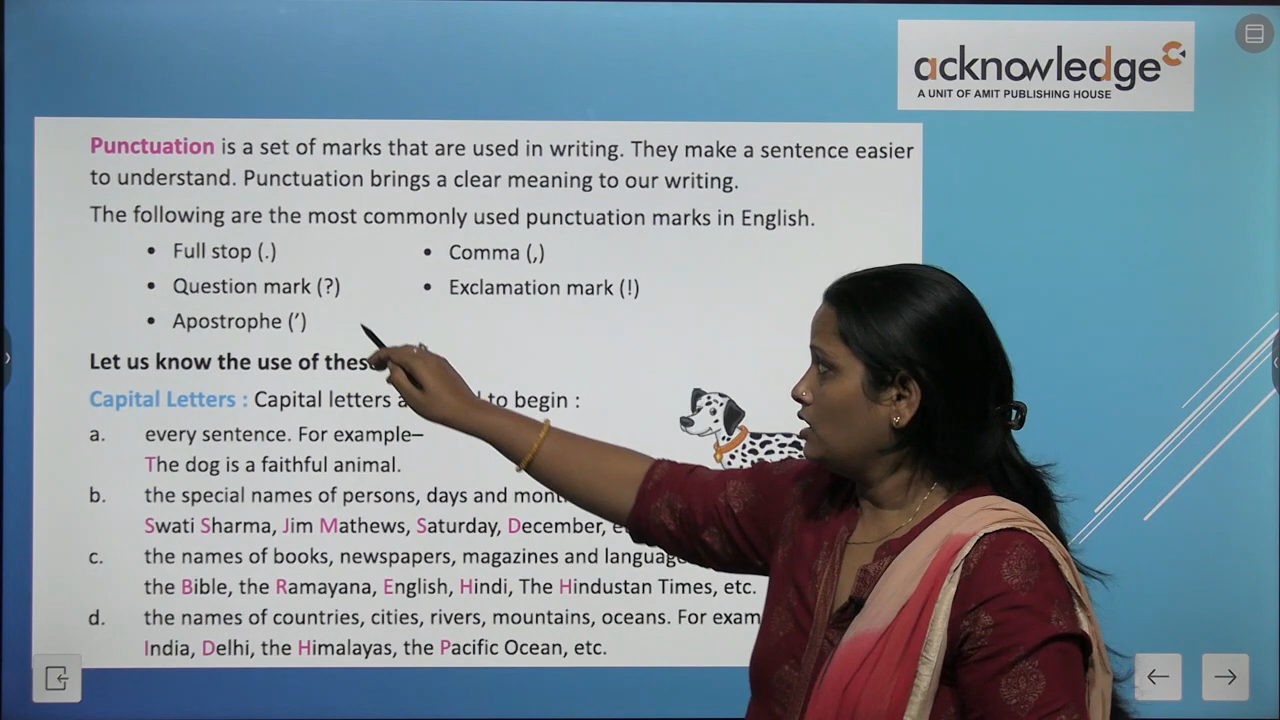 acknowledge
A UNIT OF AMIT PUBLISHING HOUSE
Punctuation is a set of marks that are used in writing. They make a sentence easier
to understand. Punctuation brings a clear meaning to our writing.
The following are the most commonly used punctuation marks in English.
• Full stop (.) • Comma (,)
• Question mark (?) • Exclamation mark (!)
• Apostrophe (’)
Let us know the use of
Capital Letters : Capital letters to begin :
a. every sentence. For example–
The dog is a faithful animal.
b. the special names of persons, days and
Swati Sharma, Jim Mathews, Saturday, December,
c. the names of books, newspapers, magazines and
the Bible, the Ramayana, English, Hindi, The Hindustan Times, etc.
d. the names of countries, cities, rivers, mountains, oceans. For
India, Delhi, the Himalayas, the Pacific Ocean, etc.